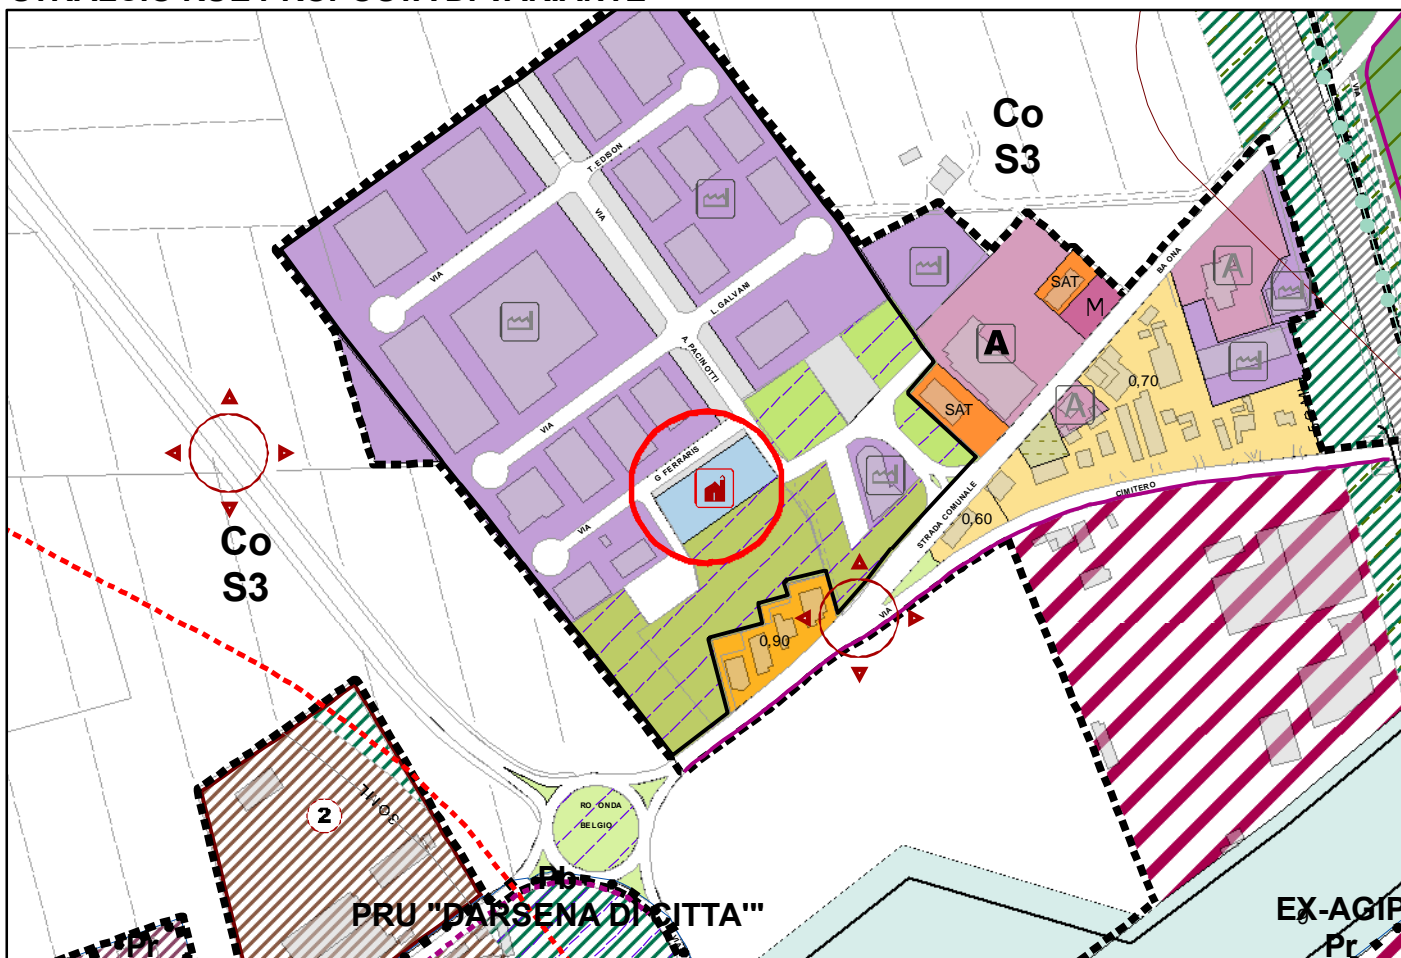 Co
S3
T. EDISON
VIA
VIA
BA ONA
SAT
M
L. GALVANI
A. PACINOTTI
A
A
0,70
A
SAT
VIA
G FERRARIS
CIMITERO
STRADA COMUNALE
0,60
VIA
Co
S3
VIA
0,90
2
RO ONDA
BELGIO
Pb
PRU "DARSENA DI CITTA'"
EX-AGIP
Pr
Pr
VIA